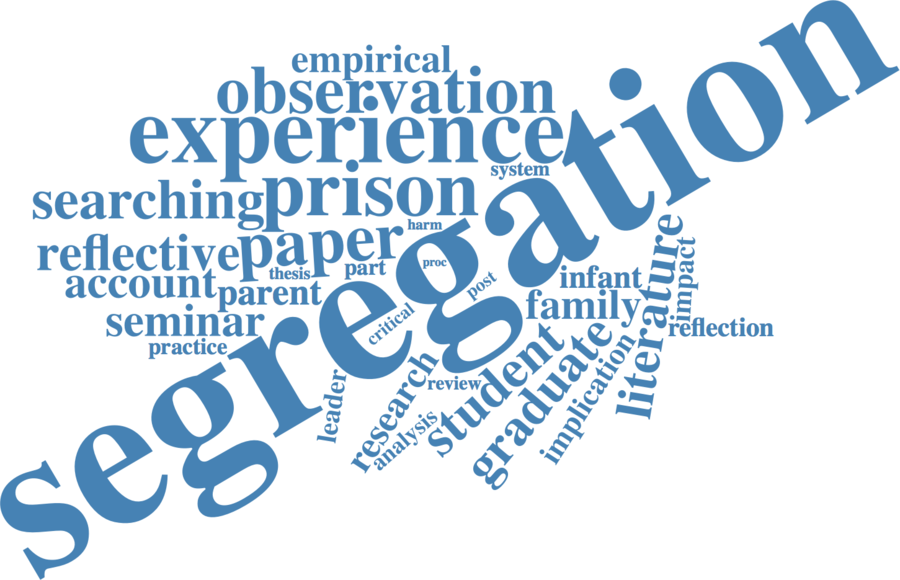 empirical
observation
experience
system
prison
searching
harm
reflective
paper
proc
thesis
part
account
parent
post
infant
literature
impact
family
seminar
critical
reflection
practice
segregation
leader
research
review
student
graduate
implication
analysis